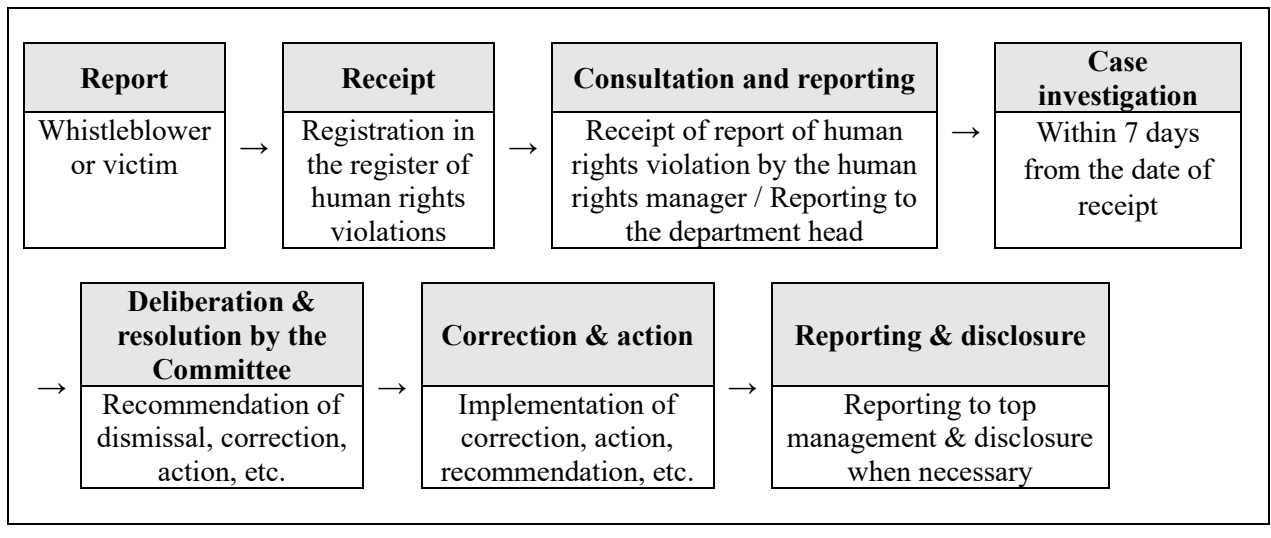 Report
Whistleblower
or victim
→
Receipt
Registration in
the register of
human rights
violations
→
Consultation and reporting
Receipt of report of human
rights violation by the human
rights manager / Reporting to
the department head
→
Case
investigation
Within 7 days
from the date of
receipt
→
Deliberation &
resolution by the
Committee
Recommendation of
dismissal, correction,
action, etc.
→
Correction & action
Implementation of
correction, action,
recommendation, etc.
→
Reporting & disclosure
Reporting to top
management & disclosure
when necessary